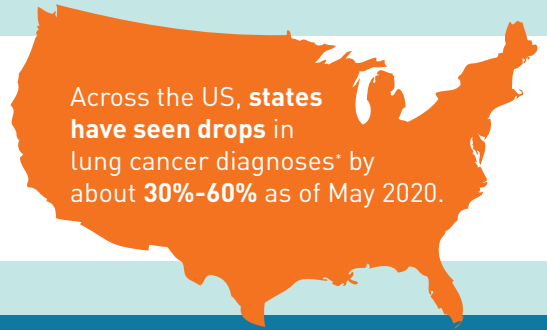 Across the US, states
have seen drops in
lung cancer diagnoses* by
about 30%-60% as of May 2020.